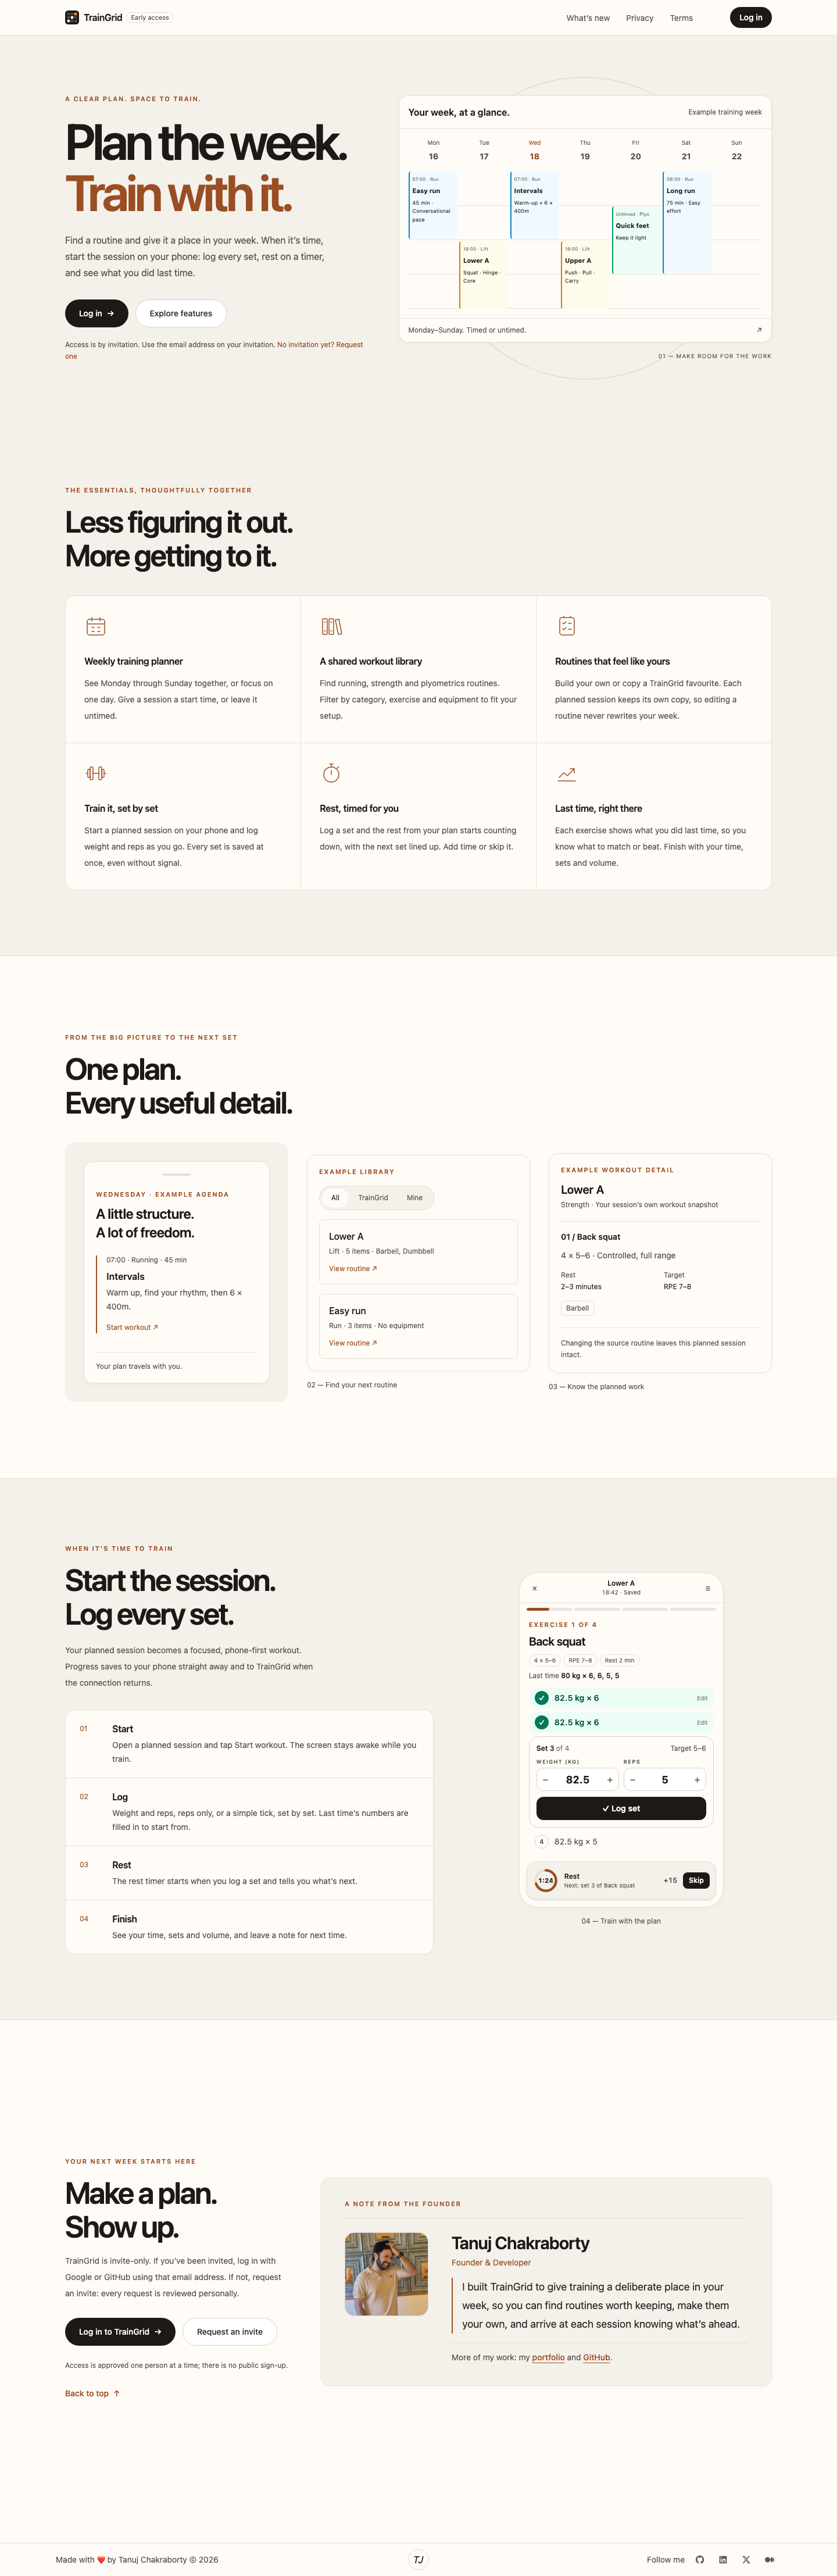 TrainGrid
Early access
What's new
Privacy
Terms
Log in
A CLEAR PLAN. SPACE TO TRAIN.
Plan the week.
Train with it.
Find a routine and give it a place in your week. When it's time,
start the session on your phone: log every set, rest on a timer,
and see what you did last time.
Log in →
Explore features
Access is by invitation. Use the email address on your invitation. No invitation yet? Request
one
Your week, at a glance.
Example training week
Mon
Tue
Wed
Thu
Fri
Sat
Sun
16
17
18
19
20
21
22
07:00 · Run
Easy run
45 min ·
Conversational
pace
18:00 · Lift
Lower A
Squat · Hinge ·
Core
07:00 · Run
Intervals
Warm-up + 6 ×
400m
18:00 · Lift
Upper A
Push · Pull ·
Carry
Untimed · Plyo
Quick feet
Keep it light
08:00 · Run
Long run
75 min · Easy
effort
Monday–Sunday. Timed or untimed.
↗
01 — MAKE ROOM FOR THE WORK
THE ESSENTIALS, THOUGHTFULLY TOGETHER
Less figuring it out.
More getting to it.
Weekly training planner
See Monday through Sunday together, or focus on
one day. Give a session a start time, or leave it
untimed.
A shared workout library
Find running, strength and plyometrics routines.
Filter by category, exercise and equipment to fit your
setup.
Routines that feel like yours
Build your own or copy a TrainGrid favourite. Each
planned session keeps its own copy, so editing a
routine never rewrites your week.
Train it, set by set
Start a planned session on your phone and log
weight and reps as you go. Every set is saved at
once, even without signal.
Rest, timed for you
Log a set and the rest from your plan starts counting
down, with the next set lined up. Add time or skip it.
Last time, right there
Each exercise shows what you did last time, so you
know what to match or beat. Finish with your time,
sets and volume.
FROM THE BIG PICTURE TO THE NEXT SET
One plan.
Every useful detail.
WEDNESDAY · EXAMPLE AGENDA
A little structure.
A lot of freedom.
07:00 · Running · 45 min
Intervals
Warm up, find your rhythm, then 6 ×
400m.
Start workout ↗
Your plan travels with you.
EXAMPLE LIBRARY
All
TrainGrid
Mine
Lower A
Lift · 5 items · Barbell, Dumbbell
View routine ↗
Easy run
Run · 3 items · No equipment
View routine ↗
02 — Find your next routine
EXAMPLE WORKOUT DETAIL
Lower A
Strength · Your session's own workout snapshot
01 / Back squat
4 × 5–6 · Controlled, full range
Rest
Target
2–3 minutes
RPE 7–8
Barbell
Changing the source routine leaves this planned session
intact.
03 — Know the planned work
WHEN IT'S TIME TO TRAIN
Start the session.
Log every set.
Your planned session becomes a focused, phone-first workout.
Progress saves to your phone straight away and to TrainGrid when
the connection returns.
01
Start
Open a planned session and tap Start workout. The screen stays awake while you
train.
02
Log
Weight and reps, reps only, or a simple tick, set by set. Last time's numbers are
filled in to start from.
03
Rest
The rest timer starts when you log a set and tells you what's next.
04
Finish
See your time, sets and volume, and leave a note for next time.
×
Lower A
18:42 · Saved
≡
EXERCISE 1 OF 4
Back squat
4 × 5–6
RPE 7–8
Rest 2 min
Last time 80 kg × 6, 6, 5, 5
✓ 82.5 kg × 6
Edit
✓ 82.5 kg × 6
Edit
Set 3 of 4
Target 5–6
WEIGHT (KG)
REPS
− 82.5 +
− 5 +
✓ Log set
4 82.5 kg × 5
1:24
Rest
Next: set 3 of Back squat
+15
Skip
04 — Train with the plan
YOUR NEXT WEEK STARTS HERE
Make a plan.
Show up.
TrainGrid is invite-only. If you've been invited, log in with
Google or GitHub using that email address. If not, request
an invite: every request is reviewed personally.
Log in to TrainGrid →
Request an invite
Access is approved one person at a time; there is no public sign-up.
Back to top ↑
A NOTE FROM THE FOUNDER
Tanuj Chakraborty
Founder & Developer
I built TrainGrid to give training a deliberate place in your
week, so you can find routines worth keeping, make them
your own, and arrive at each session knowing what's ahead.
More of my work: my portfolio and GitHub.
Made with ❤️ by Tanuj Chakraborty © 2026
TJ
Follow me